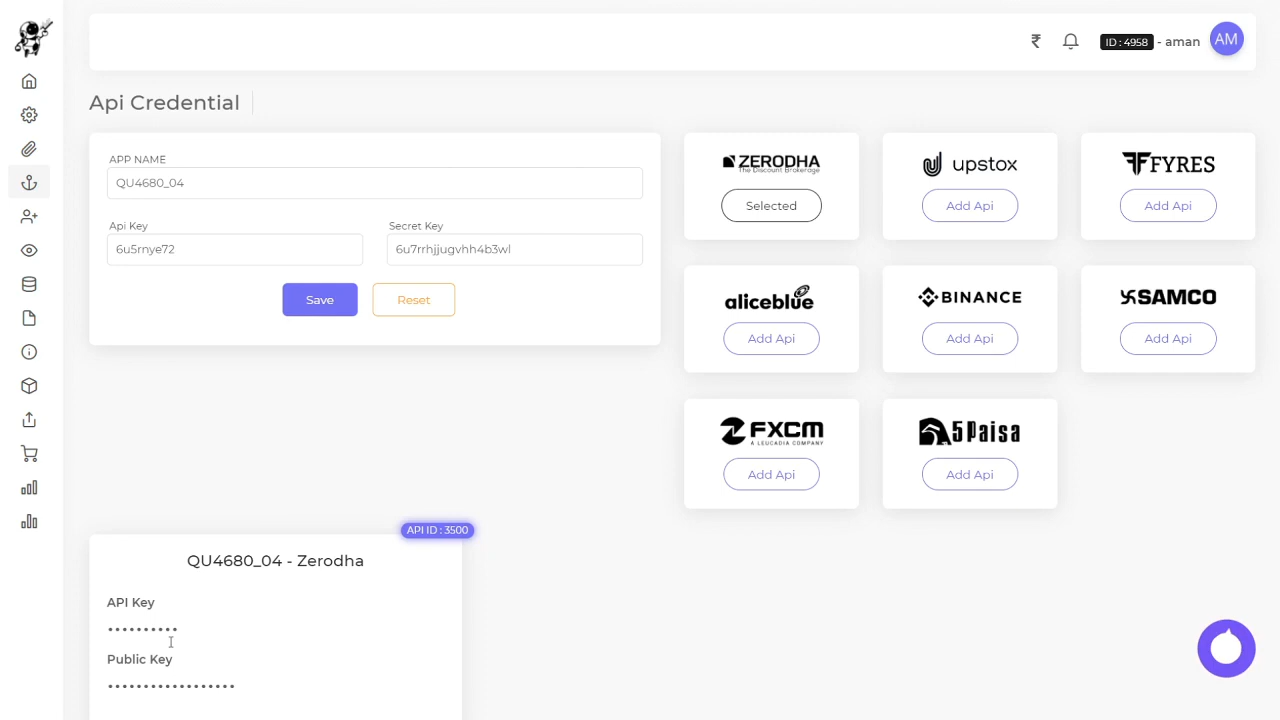 ID : 4958 - aman AM
Api Credential
APP NAME
QU4680_04
Api Key
Secret Key
6u5rnye72
6u7rrhjjugvhh4b3wl
Save
Reset
ZERODHA
The Discount Brokerage
Selected
upstox
Add Api
FYRES
Add Api
aliceblue
Add Api
BINANCE
Add Api
SAMCO
Add Api
FXCM
A LEUCADIA COMPANY
Add Api
5paisa
Add Api
API ID : 3500
QU4680_04 - Zerodha
API Key
••••••••••
Public Key
••••••••••••••••••